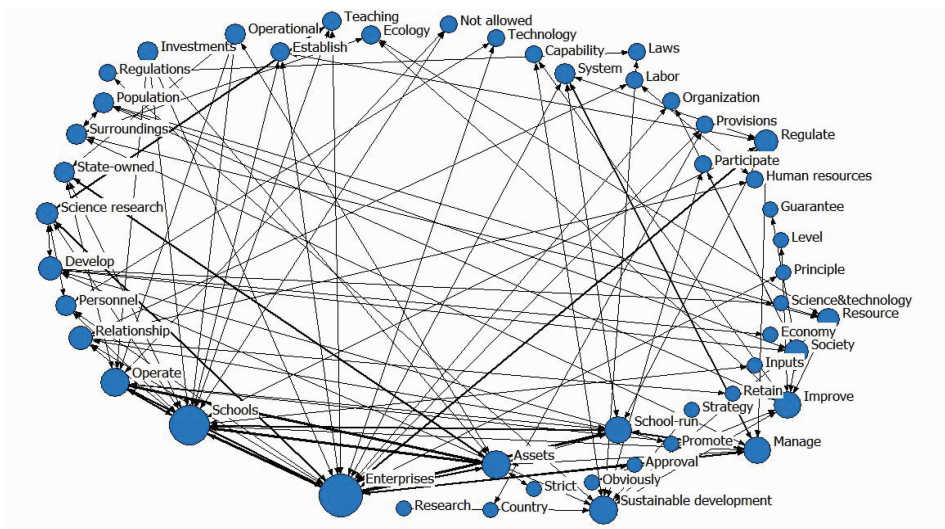 Teaching
Operational
Not allowed
Ecology
Technology
Investments
Establish
Capability
Laws
Regulations
System
Labor
Population
Organization
Provisions
Surroundings
Regulate
State-owned
Participate
Human resources
Science research
Guarantee
Level
Develop
Principle
Personnel
Science&technology
Resource
Relationship
Economy
Society
Inputs
Operate
Retain
Improve
Schools
Strategy
School-run
Promote
Manage
Assets
Approval
Enterprises
Strict
Obviously
Sustainable development
Research
Country